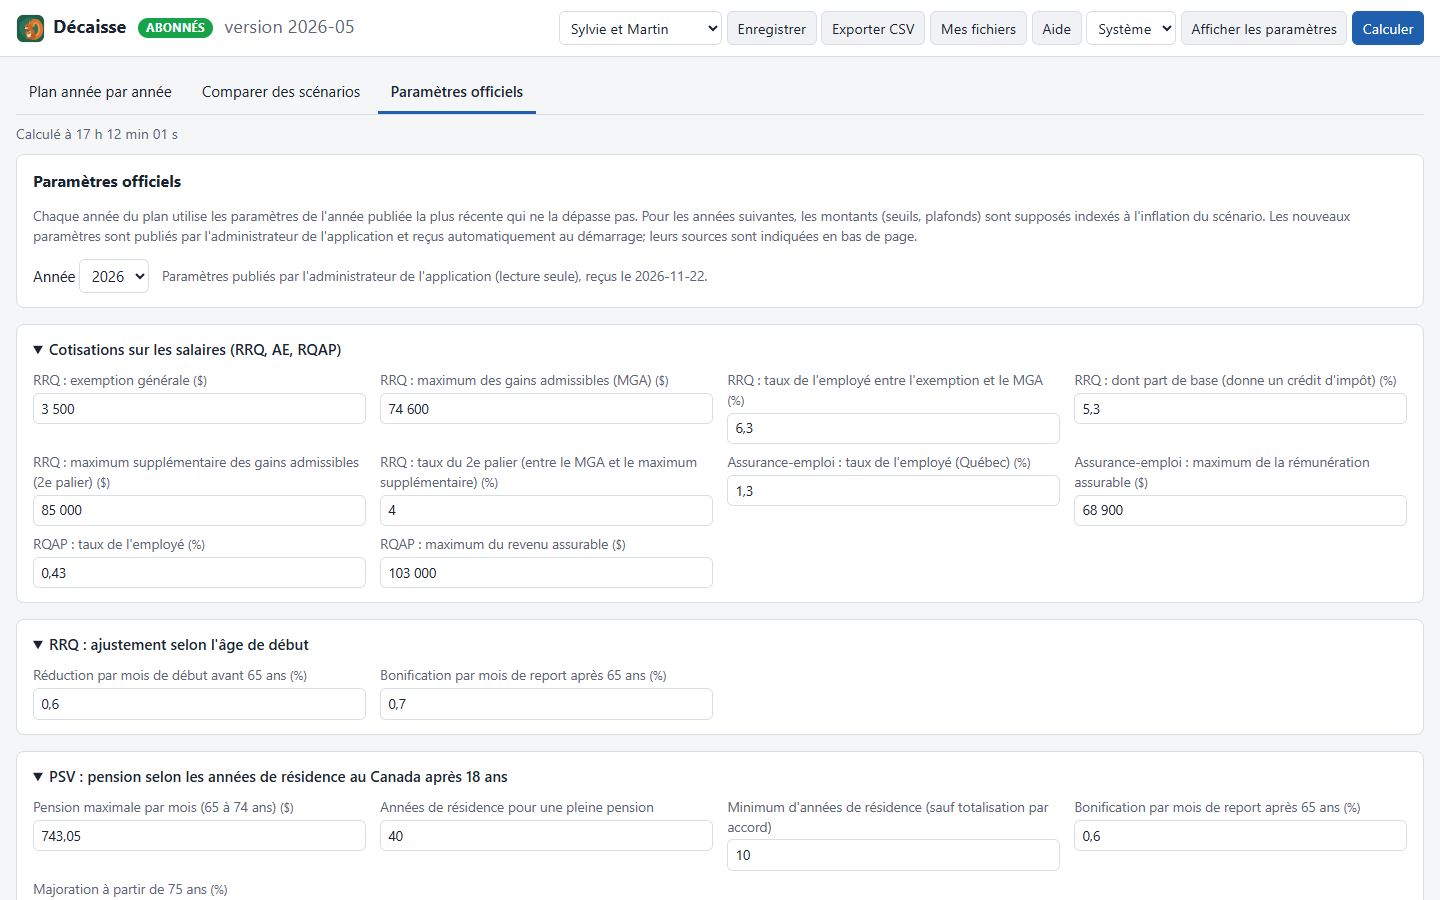 Décaisse ABONNÉS version 2026-05 Sylvie et Martin Enregistrer Exporter CSV Mes fichiers Aide Système Afficher les paramètres Calculer
Plan année par année Comparer des scénarios Paramètres officiels
Calculé à 17 h 12 min 01 s
Paramètres officiels
Chaque année du plan utilise les paramètres de l'année publiée la plus récente qui ne la dépasse pas. Pour les années suivantes, les montants (seuils, plafonds) sont supposés indexés à l'inflation du scénario. Les nouveaux
paramètres sont publiés par l'administrateur de l'application et reçus automatiquement au démarrage; leurs sources sont indiquées en bas de page.
Année 2026 Paramètres publiés par l'administrateur de l'application (lecture seule), reçus le 2026-11-22.
▼ Cotisations sur les salaires (RRQ, AE, RQAP)
RRQ : exemption générale ($)
3 500
RRQ : maximum des gains admissibles (MGA) ($)
74 600
RRQ : taux de l'employé entre l'exemption et le MGA
(%)
6,3
RRQ : dont part de base (donne un crédit d'impôt) (%)
5,3
RRQ : maximum supplémentaire des gains admissibles
(2e palier) ($)
85 000
RRQ : taux du 2e palier (entre le MGA et le maximum
supplémentaire) (%)
4
Assurance-emploi : taux de l'employé (Québec) (%)
1,3
Assurance-emploi : maximum de la rémunération
assurable ($)
68 900
RQAP : taux de l'employé (%)
0,43
RQAP : maximum du revenu assurable ($)
103 000
▼ RRQ : ajustement selon l'âge de début
Réduction par mois de début avant 65 ans (%)
0,6
Bonification par mois de report après 65 ans (%)
0,7
▼ PSV : pension selon les années de résidence au Canada après 18 ans
Pension maximale par mois (65 à 74 ans) ($)
743,05
Années de résidence pour une pleine pension
40
Minimum d'années de résidence (sauf totalisation par
accord)
10
Bonification par mois de report après 65 ans (%)
0,6
Majoration à partir de 75 ans (%)